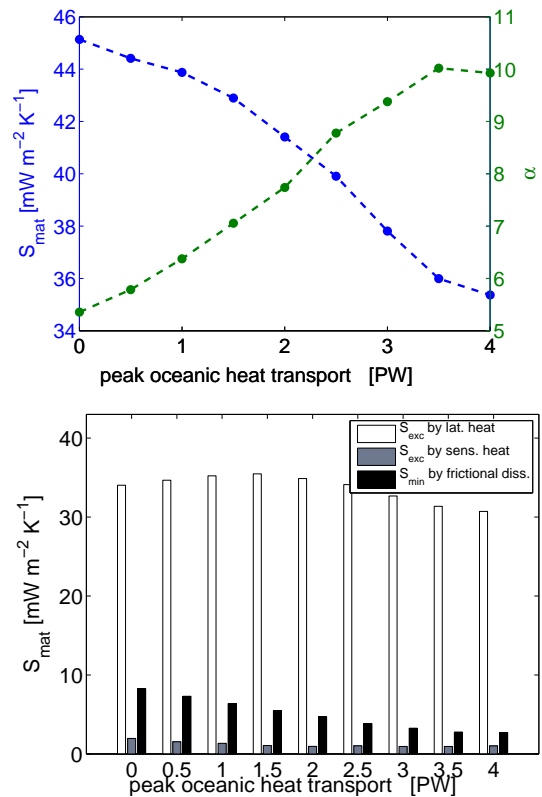 46
44
42
40
38
36
34
S_mat [mW m⁻² K⁻¹]
11
10
9
8
7
6
5
α
0 1 2 3 4
peak oceanic heat transport [PW]
S_exc by lat. heat
S_exc by sens. heat
S_min by frictional diss.
40
30
20
10
0
S_mat [mW m⁻² K⁻¹]
0 0.5 1 1.5 2 2.5 3 3.5 4
peak oceanic heat transport [PW]